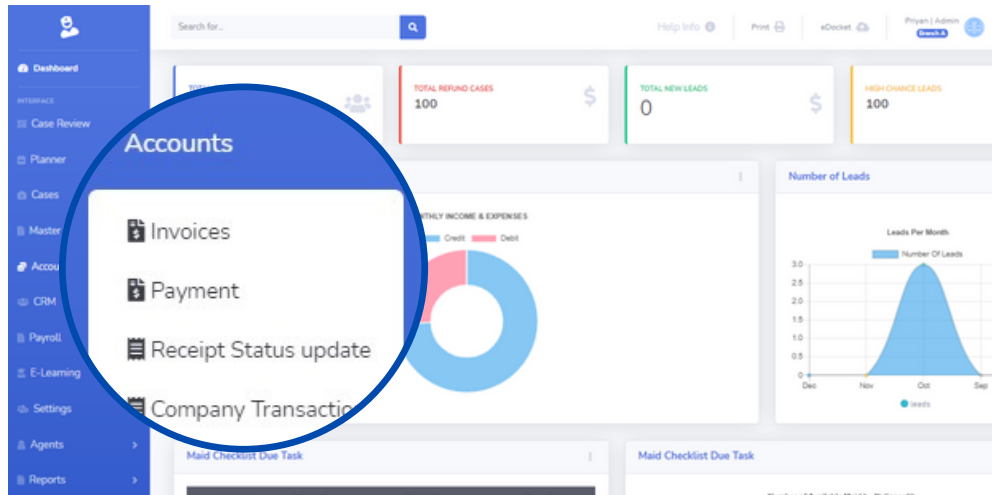 Search for...
Help Info
Print
eDocket
Priyan | Admin
Branch A
Dashboard
INTERFACE
Case Review
Planner
Cases
Master
Accou
CRM
Payroll
E-Learning
Settings
Agents
Reports
Accounts
Invoices
Payment
Receipt Status update
Company Transactio
TOTAL REFUND CASES
100
TOTAL NEW LEADS
0
HIGH CHANCE LEADS
100
NTHLY INCOME & EXPENSES
Credit
Debit
Number of Leads
Leads Per Month
Number Of Leads
3.0
2.5
2.0
1.5
1.0
0.5
0
Dec
Nov
Oct
Sep
leads
Maid Checklist Due Task
Maid Checklist Due Task